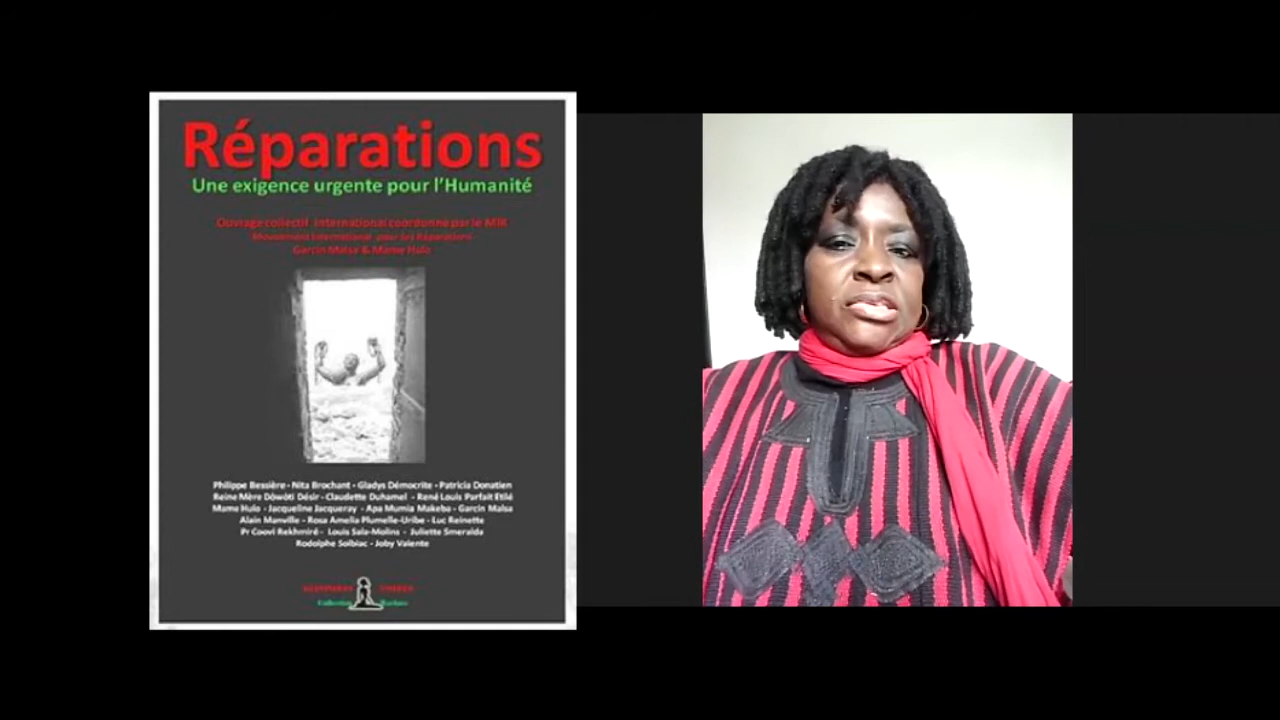 Réparations
Une exigence urgente pour l'Humanité
Ouvrage collectif International coordonné par le MIR
Mouvement International pour les Réparations
Garcin Malsa & Mame Hulo
Philippe Bessière - Nita Brochant - Gladys Démocrite - Patricia Donatien
Reine Mère Dòwòti Désir - Claudette Duhamel - René Louis Parfait Etilé
Mame Hulo - Jacqueline Jacqueray - Apa Mumia Makeba - Garcin Malsa
Alain Manville - Rosa Amelia Plumelle-Uribe - Luc Reinette
Pr Coovi Rekhmiré - Louis Sala-Molins - Juliette Smeralda
Rodolphe Solbiac - Joby Valente